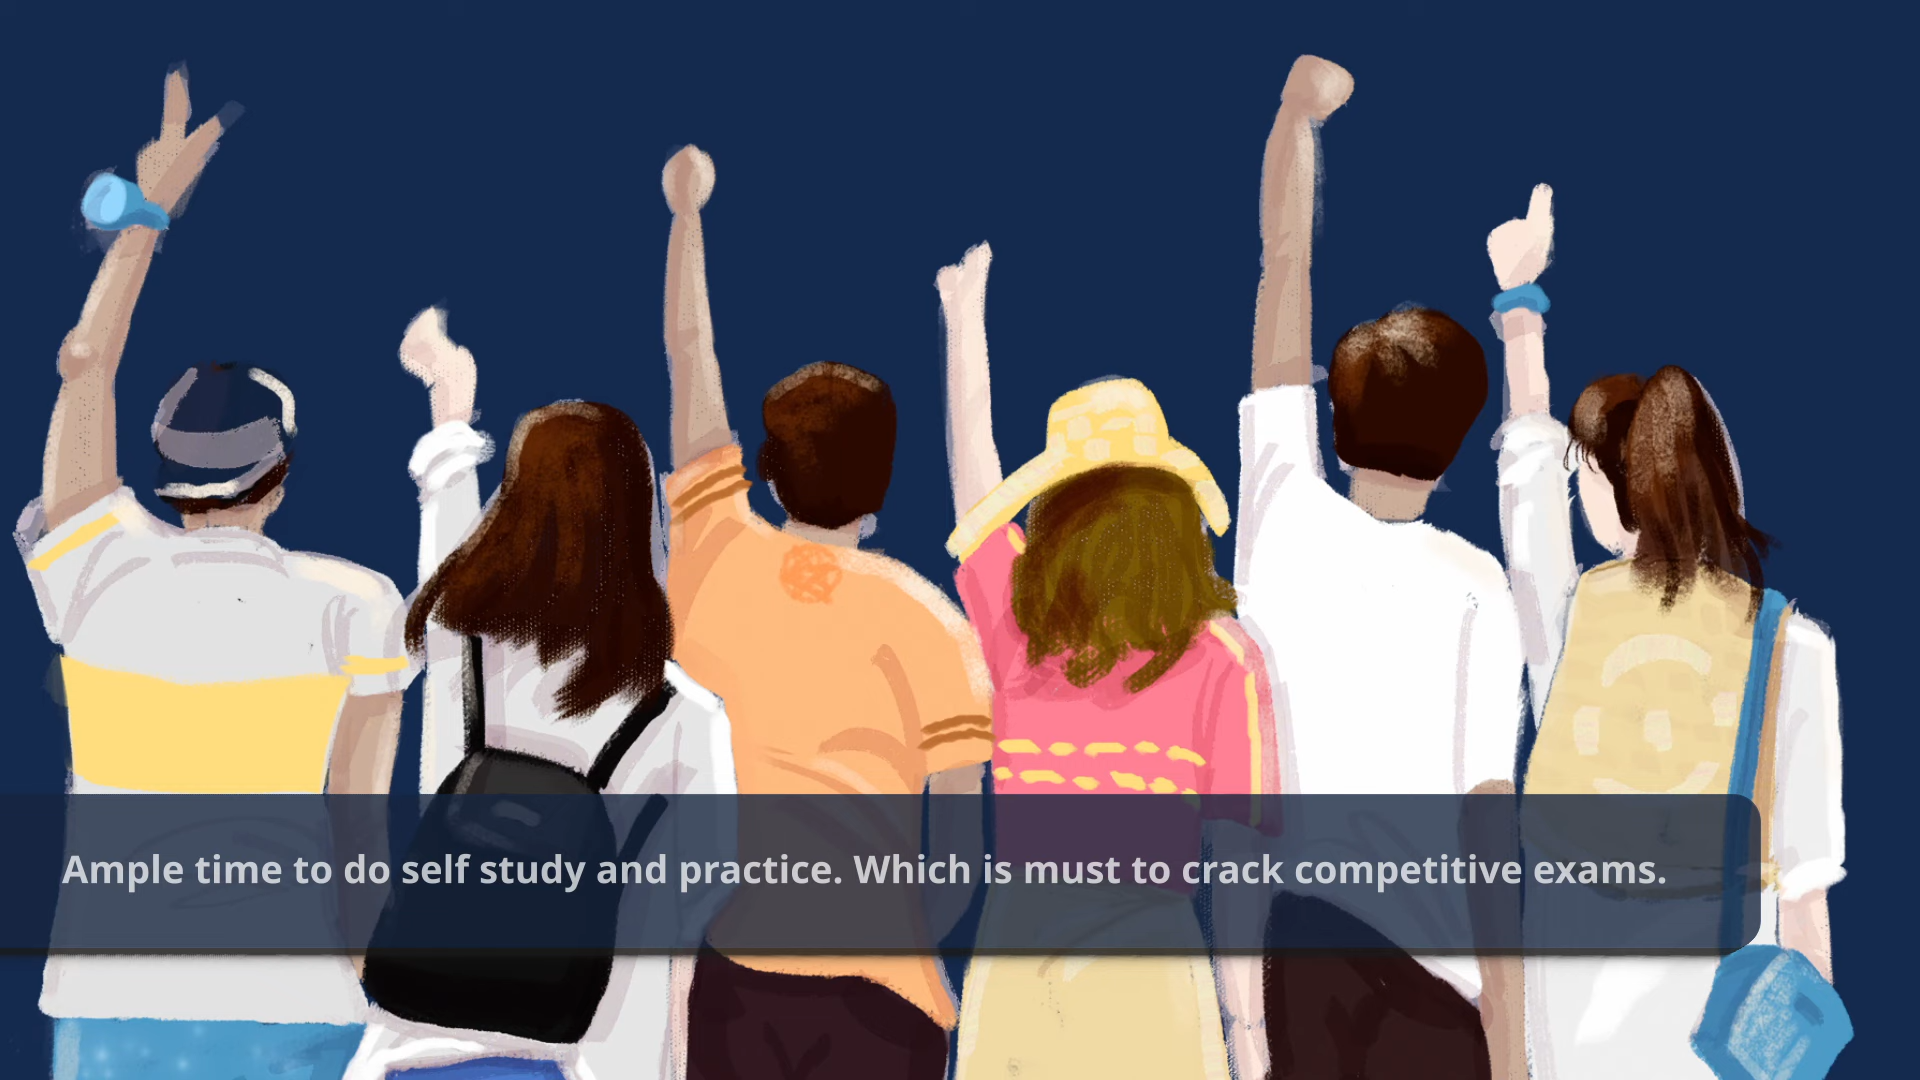 Ample time to do self study and practice. Which is must to crack competitive exams.